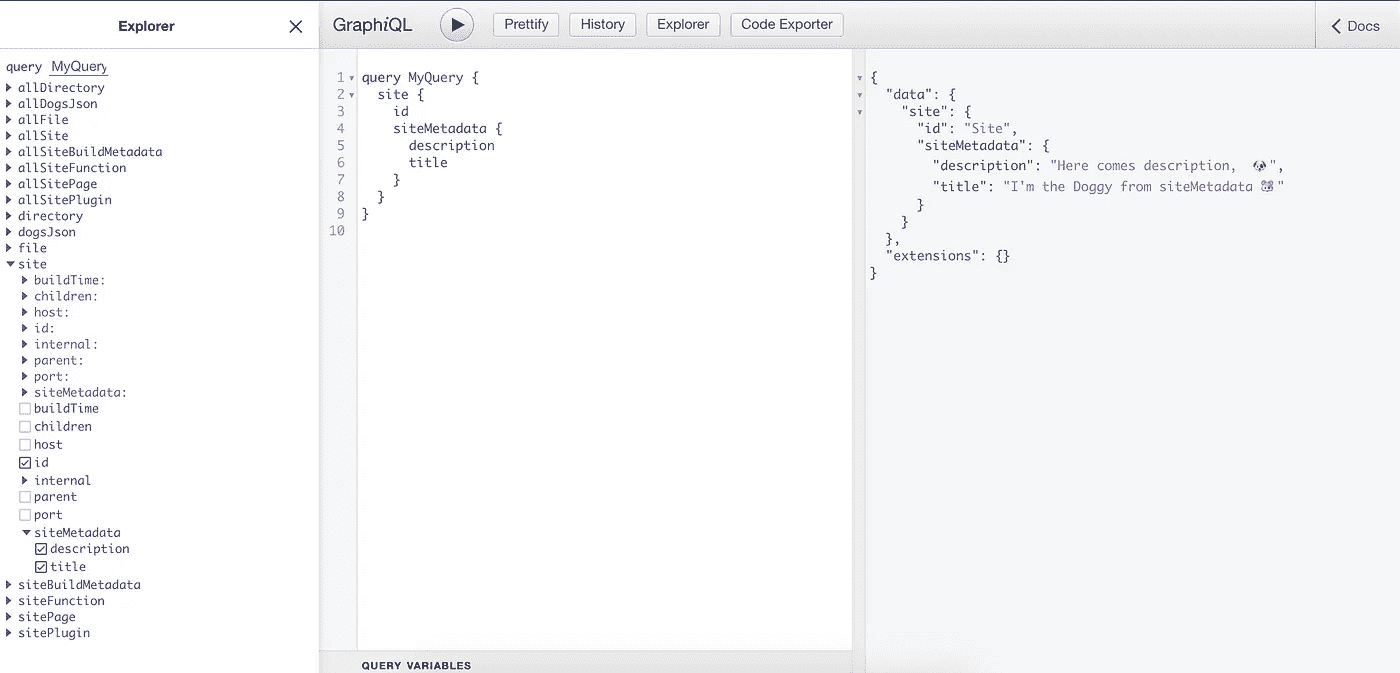 Explorer
GraphiQL Prettify History Explorer Code Exporter Docs
query MyQuery
allDirectory
allDogsJson
allFile
allSite
allSiteBuildMetadata
allSiteFunction
allSitePage
allSitePlugin
directory
dogsJson
file
site
buildTime:
children:
host:
id:
internal:
parent:
port:
siteMetadata:
buildTime
children
host
id
internal
parent
port
siteMetadata
description
title
siteBuildMetadata
siteFunction
sitePage
sitePlugin
1 query MyQuery {
2 site {
3 id
4 siteMetadata {
5 description
6 title
7 }
8 }
9 }
10
QUERY VARIABLES
{
"data": {
"site": {
"id": "Site",
"siteMetadata": {
"description": "Here comes description, 🐶",
"title": "I'm the Doggy from siteMetadata "
}
}
},
"extensions": {}
}